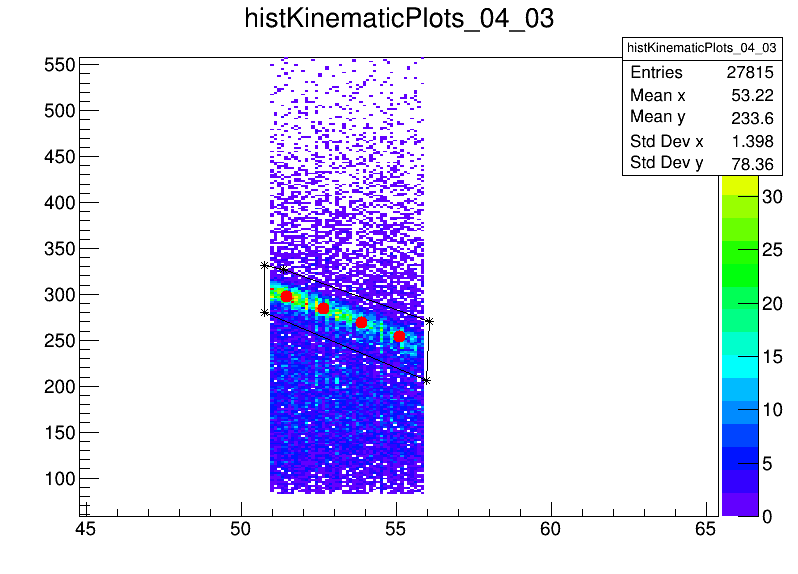 histKinematicPlots_04_03
histKinematicPlots_04_03
Entries 27815
Mean x 53.22
Mean y 233.6
Std Dev x 1.398
Std Dev y 78.36
550
500
450
400
350
300
250
200
150
100
45 50 55 60 65
30
25
20
15
10
5
0